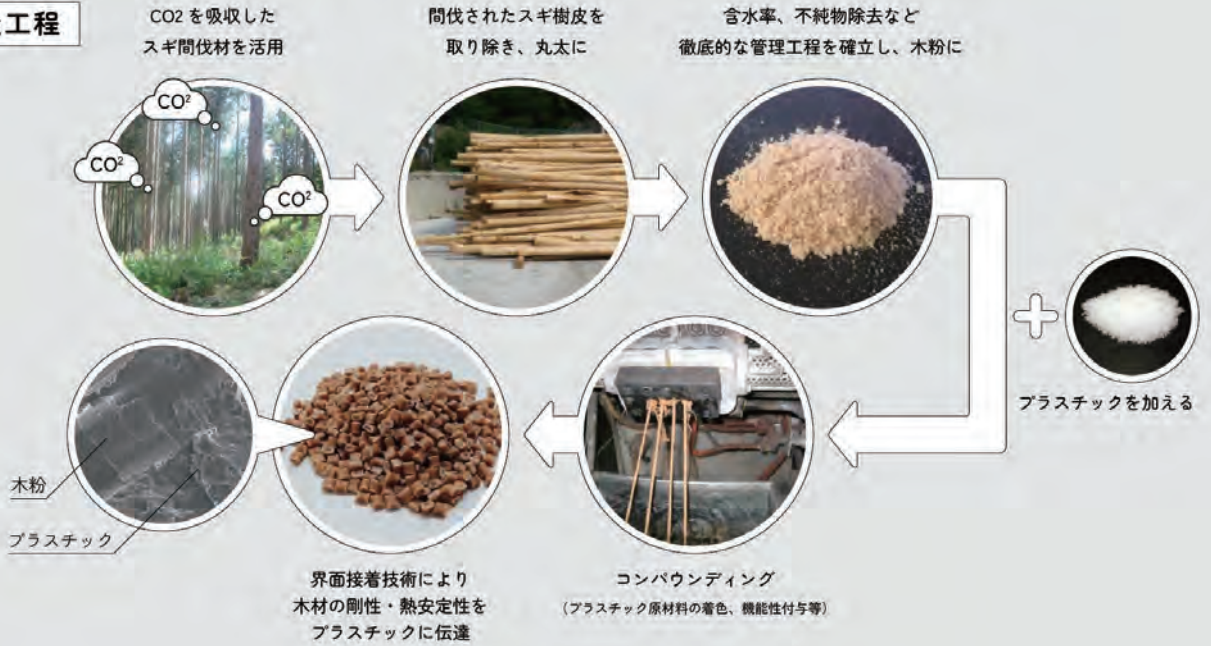 工程
CO2 を吸収した
スギ間伐材を活用
間伐されたスギ樹皮を
取り除き、丸太に
含水率、不純物除去など
徹底的な管理工程を確立し、木粉に
CO²
CO²
CO²
プラスチックを加える
木粉
プラスチック
界面接着技術により
木材の剛性・熱安定性を
プラスチックに伝達
コンパウンディング
(プラスチック原材料の着色、機能性付与等)